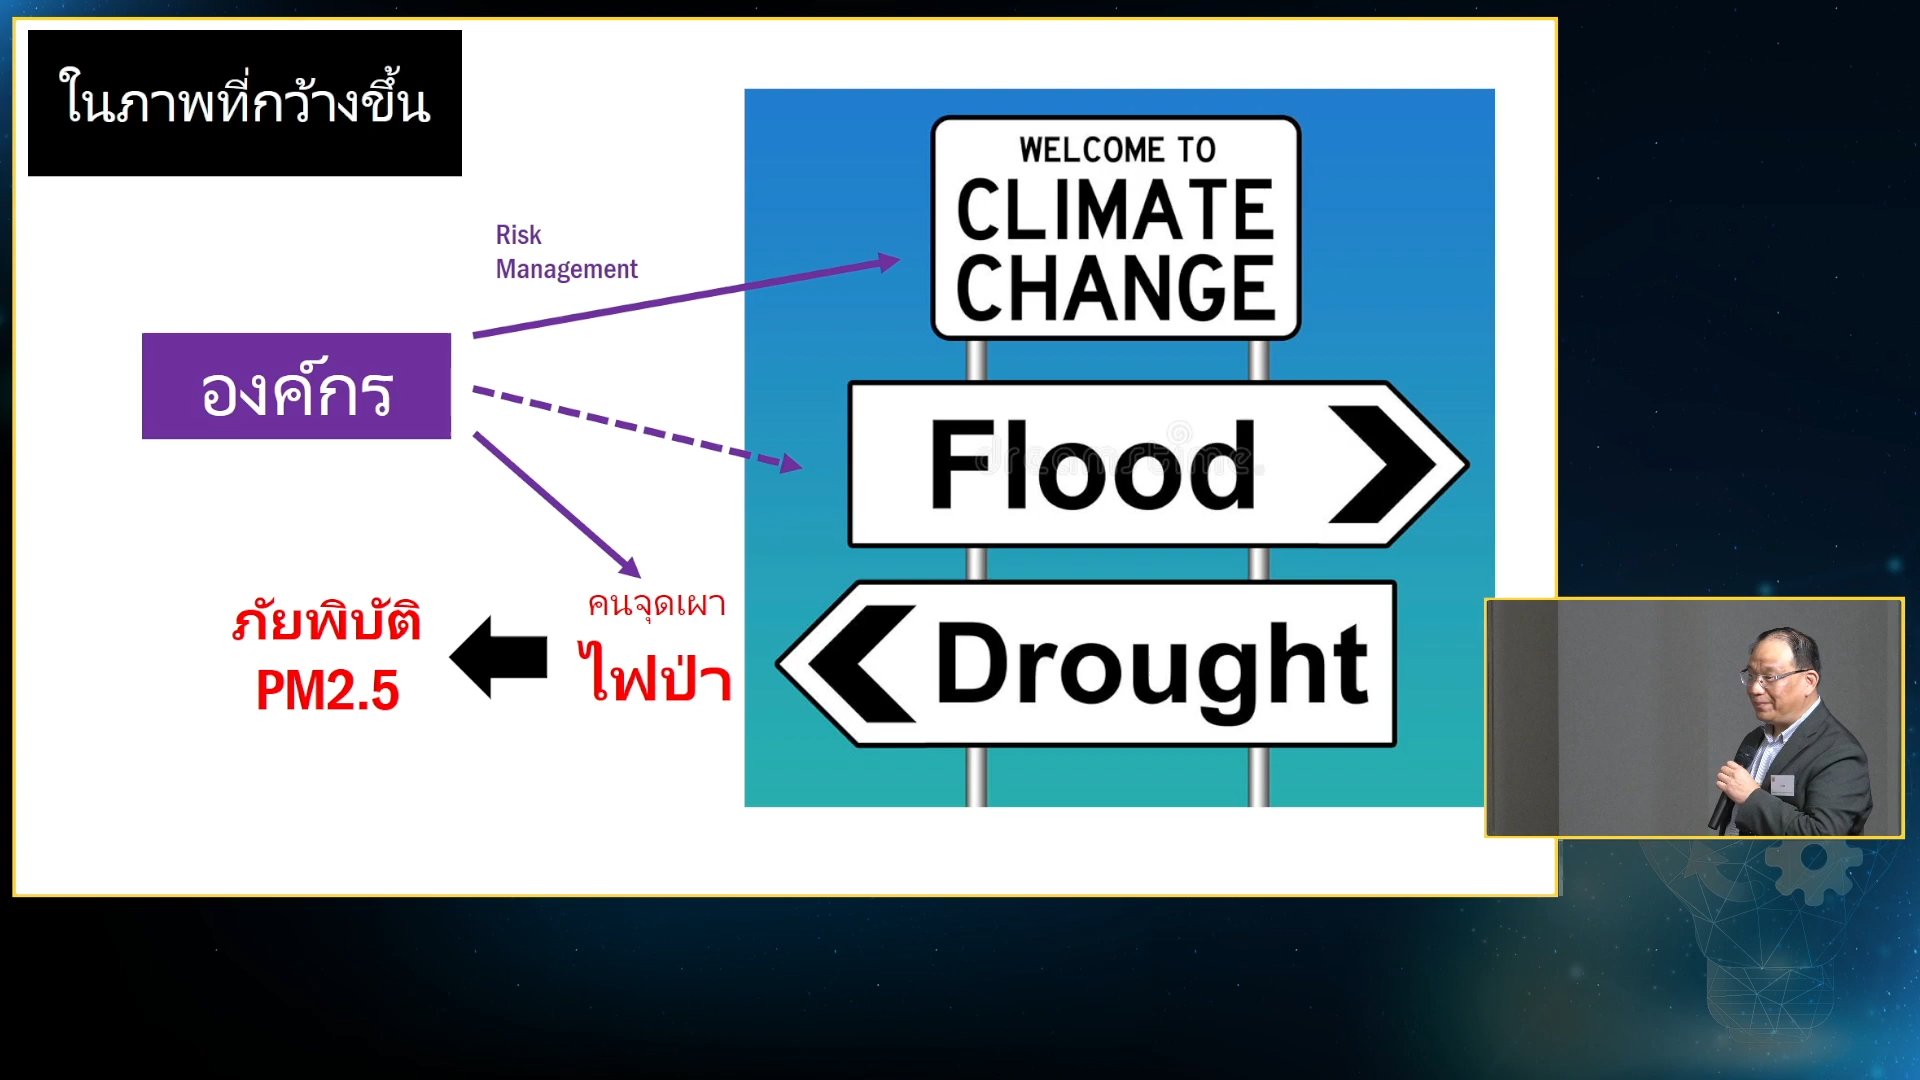 ในภาพที่กว้างขึ้น
Risk
Management
องค์กร
WELCOME TO
CLIMATE
CHANGE
Flood
dreamstime.
Drought
คนจุดเผา
ไฟป่า
ภัยพิบัติ
PM2.5